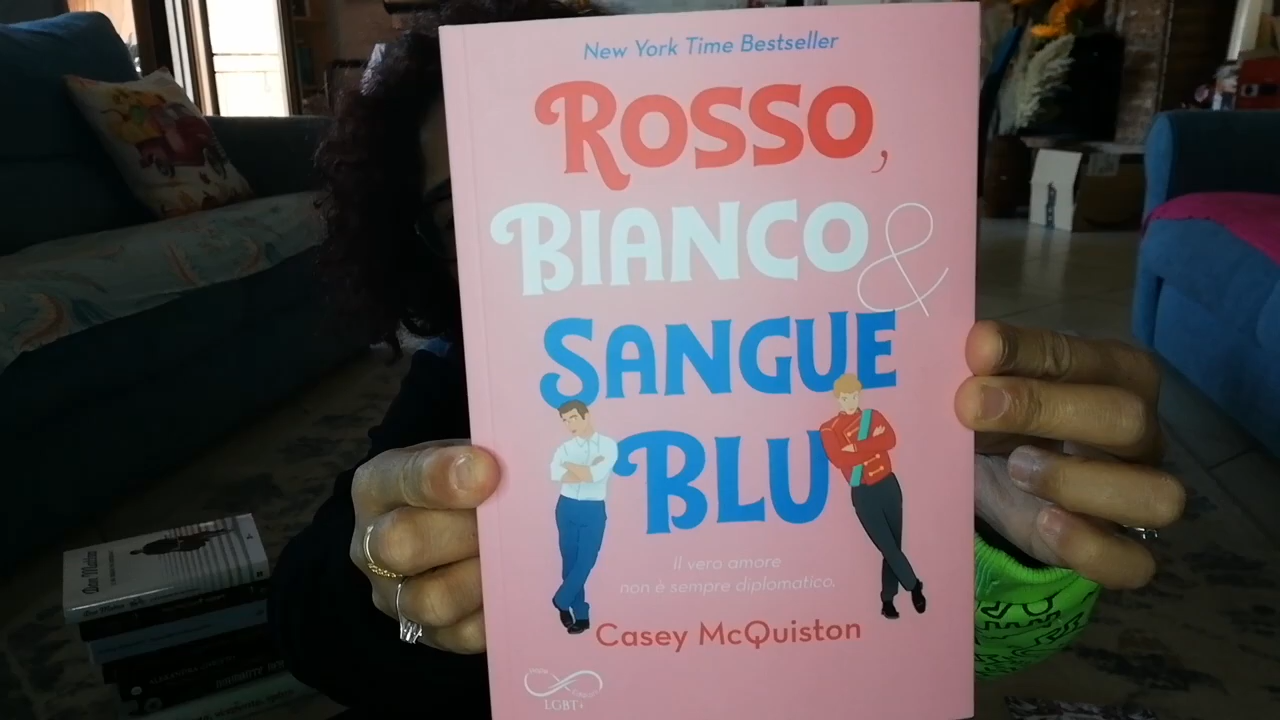 New York Time Bestseller
ROSSO,
BIANCO &
SANGUE
BLU
Il vero amore
non è sempre diplomatico.
Casey McQuiston
LGBT+